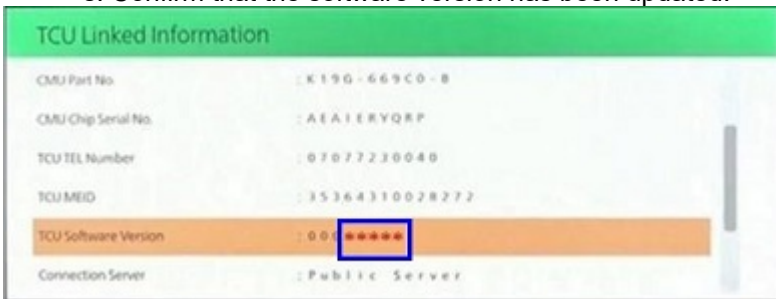 TCU Linked Information
CMU Part No. : K19G-669C0-B
CMU Chip Serial No. : AEAIERYQRP
TCU TEL Number : 07077230040
TCU MEID : 35364310028272
TCU Software Version : 000*****
Connection Server : Public Server